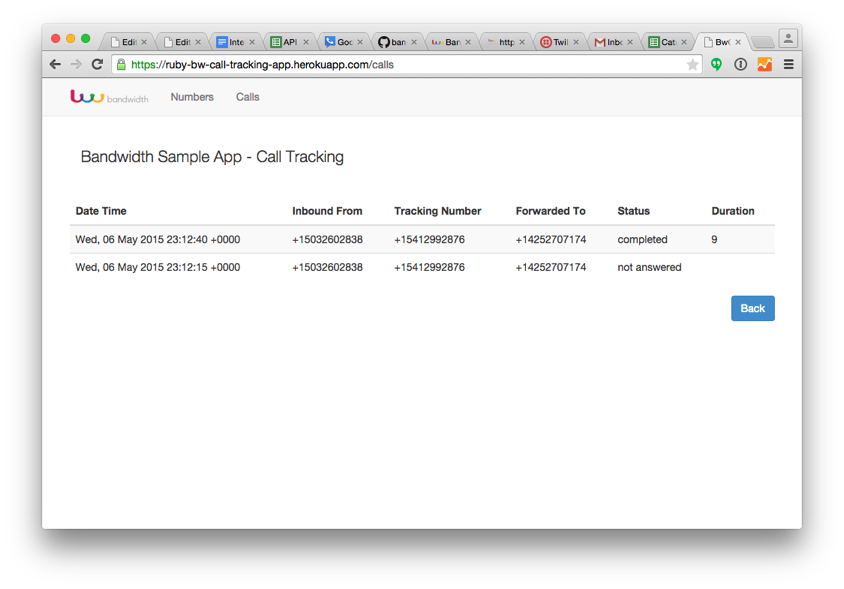 Edit Edit Inte API Goo ban Ban http Twil Inbo Cata Bw
https://ruby-bw-call-tracking-app.herokuapp.com/calls
bandwidth Numbers Calls
Bandwidth Sample App - Call Tracking
Date Time Inbound From Tracking Number Forwarded To Status Duration
Wed, 06 May 2015 23:12:40 +0000 +15032602838 +15412992876 +14252707174 completed 9
Wed, 06 May 2015 23:12:15 +0000 +15032602838 +15412992876 +14252707174 not answered
Back